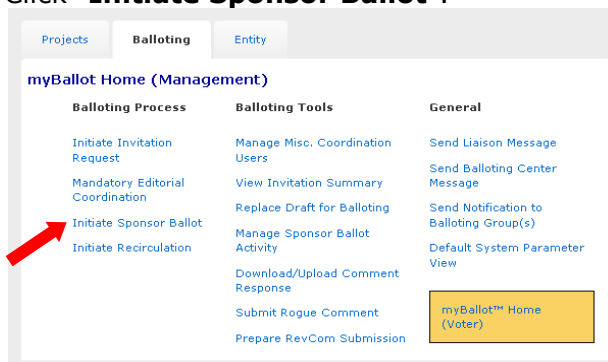 Click "Initiate Sponsor Ballot".
Projects Balloting Entity
myBallot Home (Management)
Balloting Process
Initiate Invitation
Request
Mandatory Editorial
Coordination
Initiate Sponsor Ballot
Initiate Recirculation
Balloting Tools
Manage Misc. Coordination
Users
View Invitation Summary
Replace Draft for Balloting
Manage Sponsor Ballot
Activity
Download/Upload Comment
Response
Submit Rogue Comment
Prepare RevCom Submission
General
Send Liaison Message
Send Balloting Center
Message
Send Notification to
Balloting Group(s)
Default System Parameter
View
myBallot™ Home
(Voter)